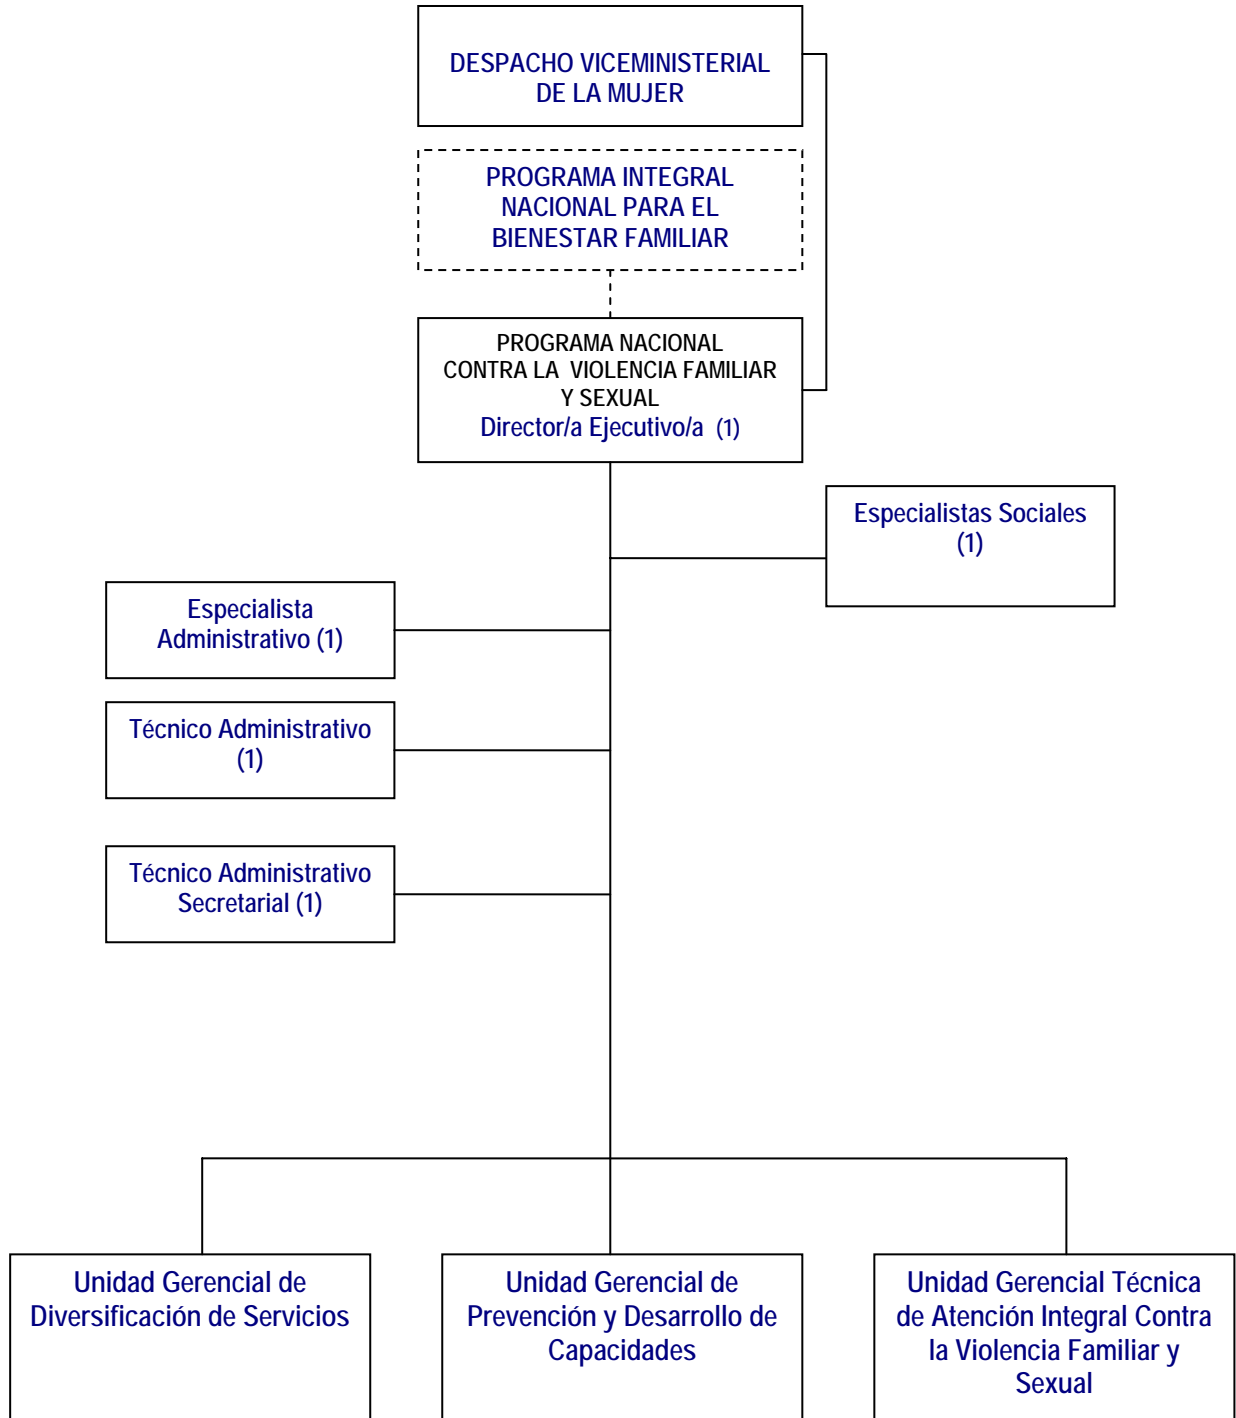 DESPACHO VICEMINISTERIAL
DE LA MUJER
PROGRAMA INTEGRAL
NACIONAL PARA EL
BIENESTAR FAMILIAR
PROGRAMA NACIONAL
CONTRA LA VIOLENCIA FAMILIAR
Y SEXUAL
Director/a Ejecutivo/a (1)
Especialistas Sociales
(1)
Especialista
Administrativo (1)
Técnico Administrativo
(1)
Técnico Administrativo
Secretarial (1)
Unidad Gerencial de
Diversificación de Servicios
Unidad Gerencial de
Prevención y Desarrollo de
Capacidades
Unidad Gerencial Técnica
de Atención Integral Contra
la Violencia Familiar y
Sexual